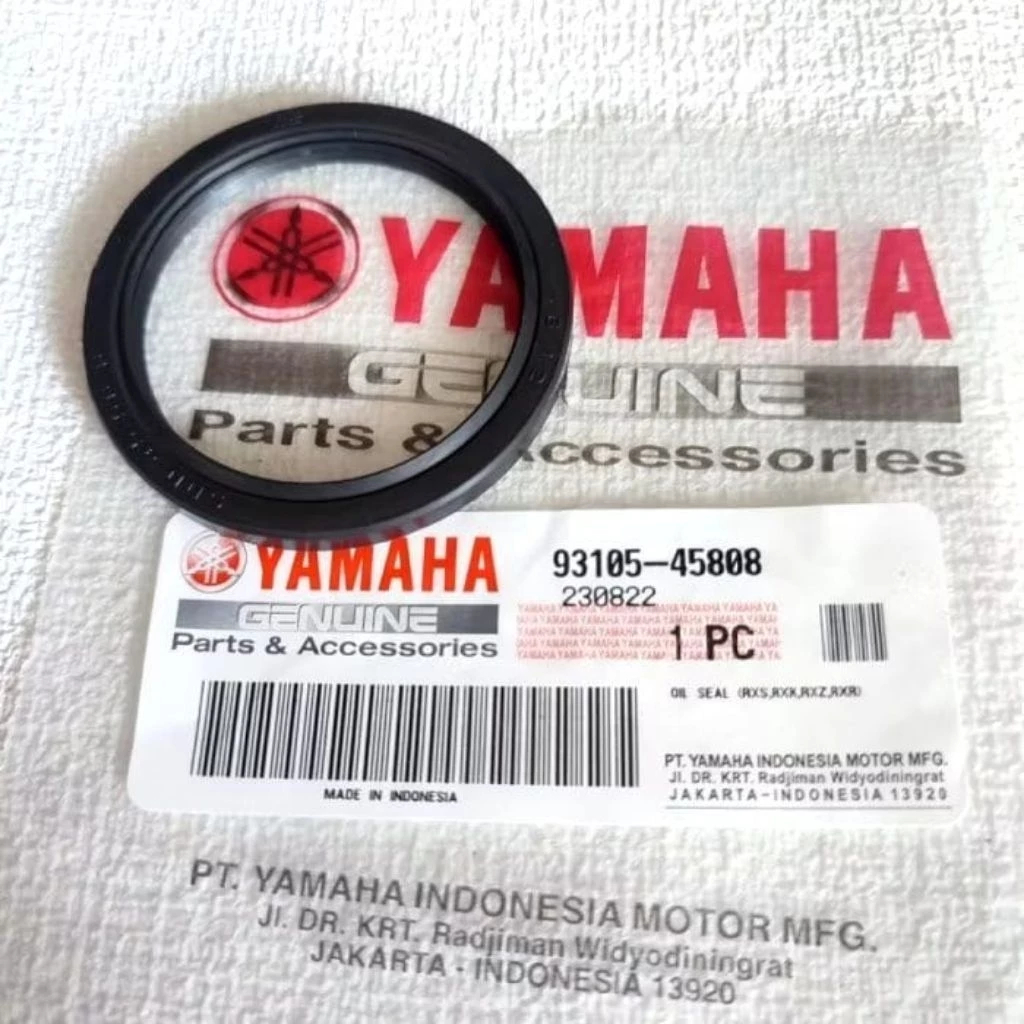 YAMAHA
GENUINE
Parts & Accessories
YAMAHA
GENUINE
Parts & Accessories
93105-45808
230822
1 PC
OIL SEAL (RXS,RXK,RXZ,RXR)
MADE IN INDONESIA
PT. YAMAHA INDONESIA MOTOR MFG.
Jl. DR. KRT. Radjiman Widyodiningrat
JAKARTA-INDONESIA 13920
PT. YAMAHA INDONESIA MOTOR MFG.
Jl. DR. KRT. Radjiman Widyodiningrat
JAKARTA - INDONESIA 13920